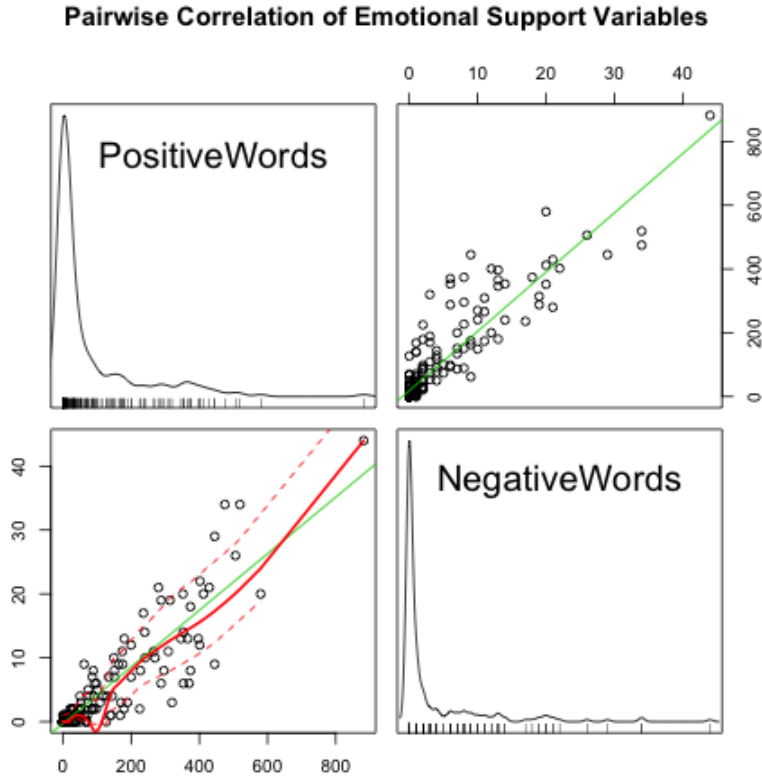 Pairwise Correlation of Emotional Support Variables
0 10 20 30 40
PositiveWords
0 200 400 600 800
NegativeWords
0 10 20 30 40
0 200 400 600 800